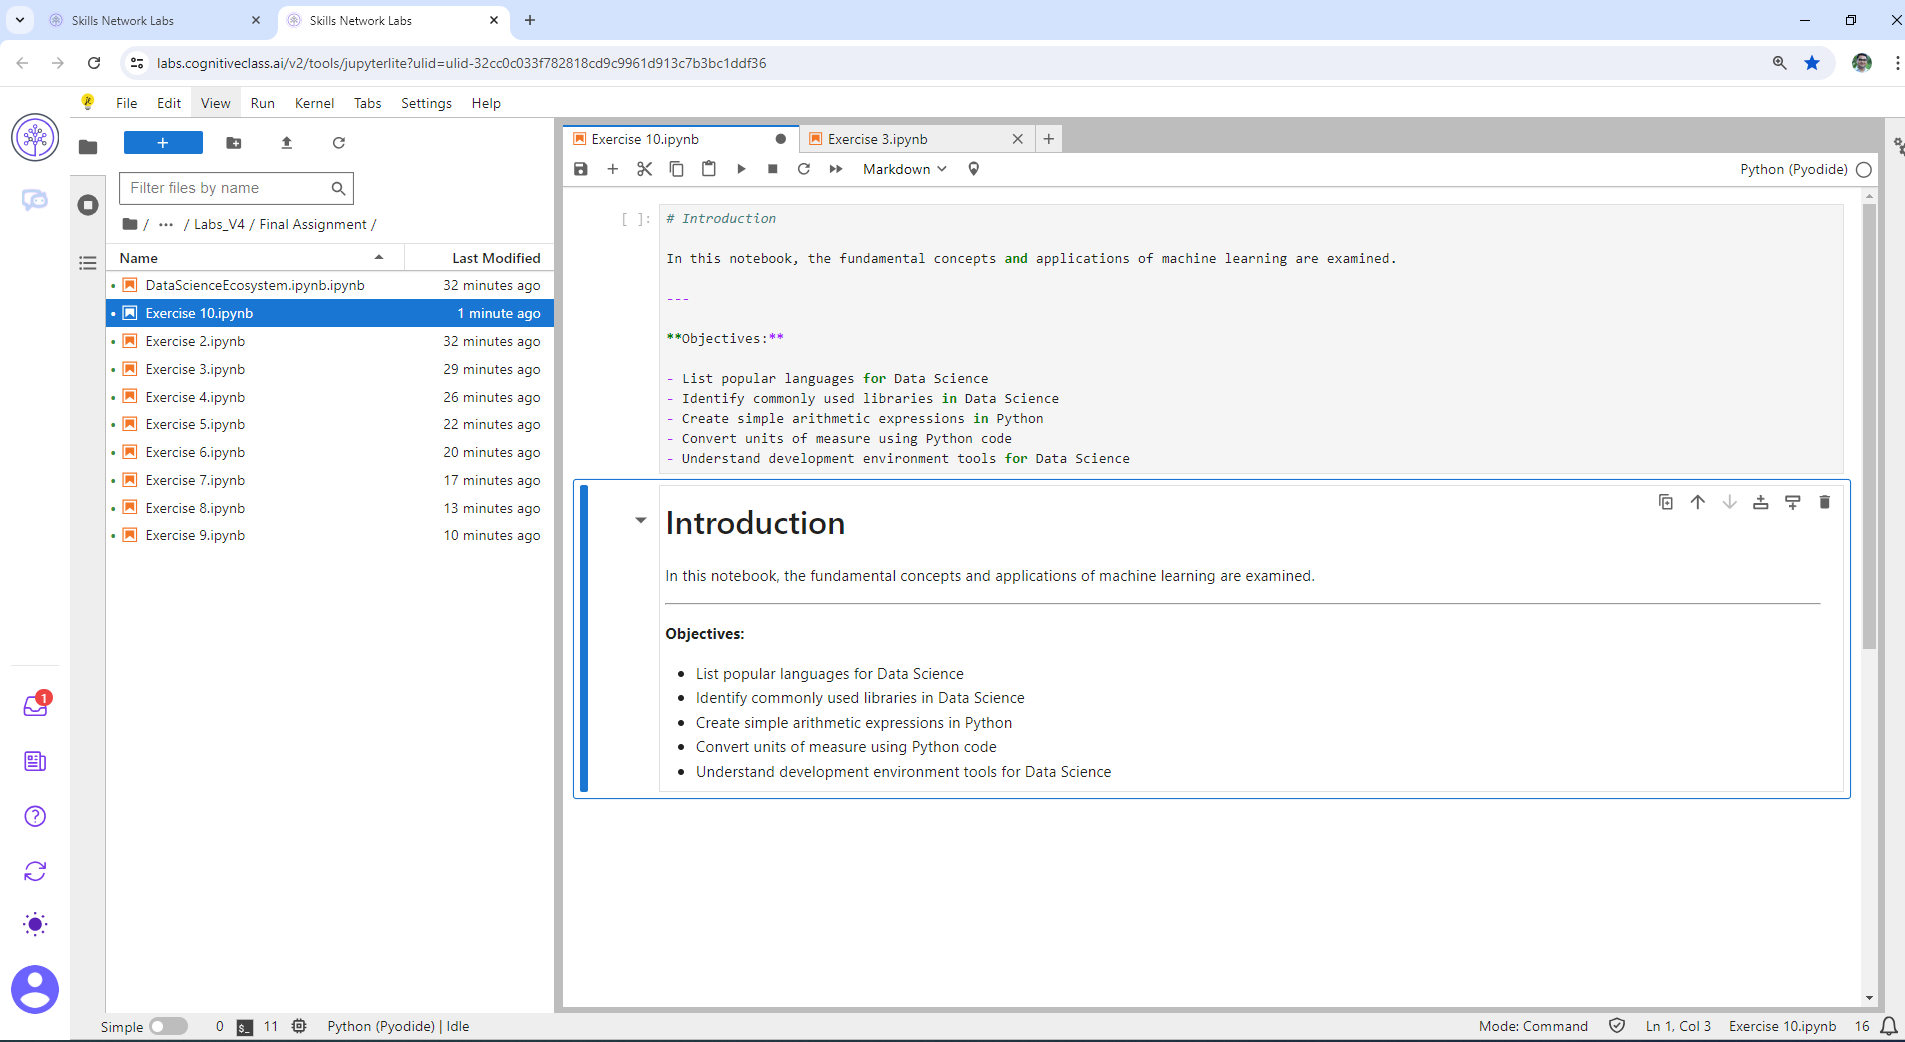 Skills Network Labs
Skills Network Labs
labs.cognitiveclass.ai/v2/tools/jupyterlite?ulid=ulid-32cc0c033f782818cd9c9961d913c7b3bc1ddf36
File Edit View Run Kernel Tabs Settings Help
Filter files by name
/ ··· / Labs_V4 / Final Assignment /
Name Last Modified
DataScienceEcosystem.ipynb.ipynb 32 minutes ago
Exercise 10.ipynb 1 minute ago
Exercise 2.ipynb 32 minutes ago
Exercise 3.ipynb 29 minutes ago
Exercise 4.ipynb 26 minutes ago
Exercise 5.ipynb 22 minutes ago
Exercise 6.ipynb 20 minutes ago
Exercise 7.ipynb 17 minutes ago
Exercise 8.ipynb 13 minutes ago
Exercise 9.ipynb 10 minutes ago
1
Exercise 10.ipynb
Exercise 3.ipynb
Markdown
Python (Pyodide)
[ ]:
# Introduction
In this notebook, the fundamental concepts and applications of machine learning are examined.
---
**Objectives:**
- List popular languages for Data Science
- Identify commonly used libraries in Data Science
- Create simple arithmetic expressions in Python
- Convert units of measure using Python code
- Understand development environment tools for Data Science
Introduction
In this notebook, the fundamental concepts and applications of machine learning are examined.
Objectives:
• List popular languages for Data Science
• Identify commonly used libraries in Data Science
• Create simple arithmetic expressions in Python
• Convert units of measure using Python code
• Understand development environment tools for Data Science
Simple 0 $_ 11 Python (Pyodide) | Idle
Mode: Command Ln 1, Col 3 Exercise 10.ipynb 16